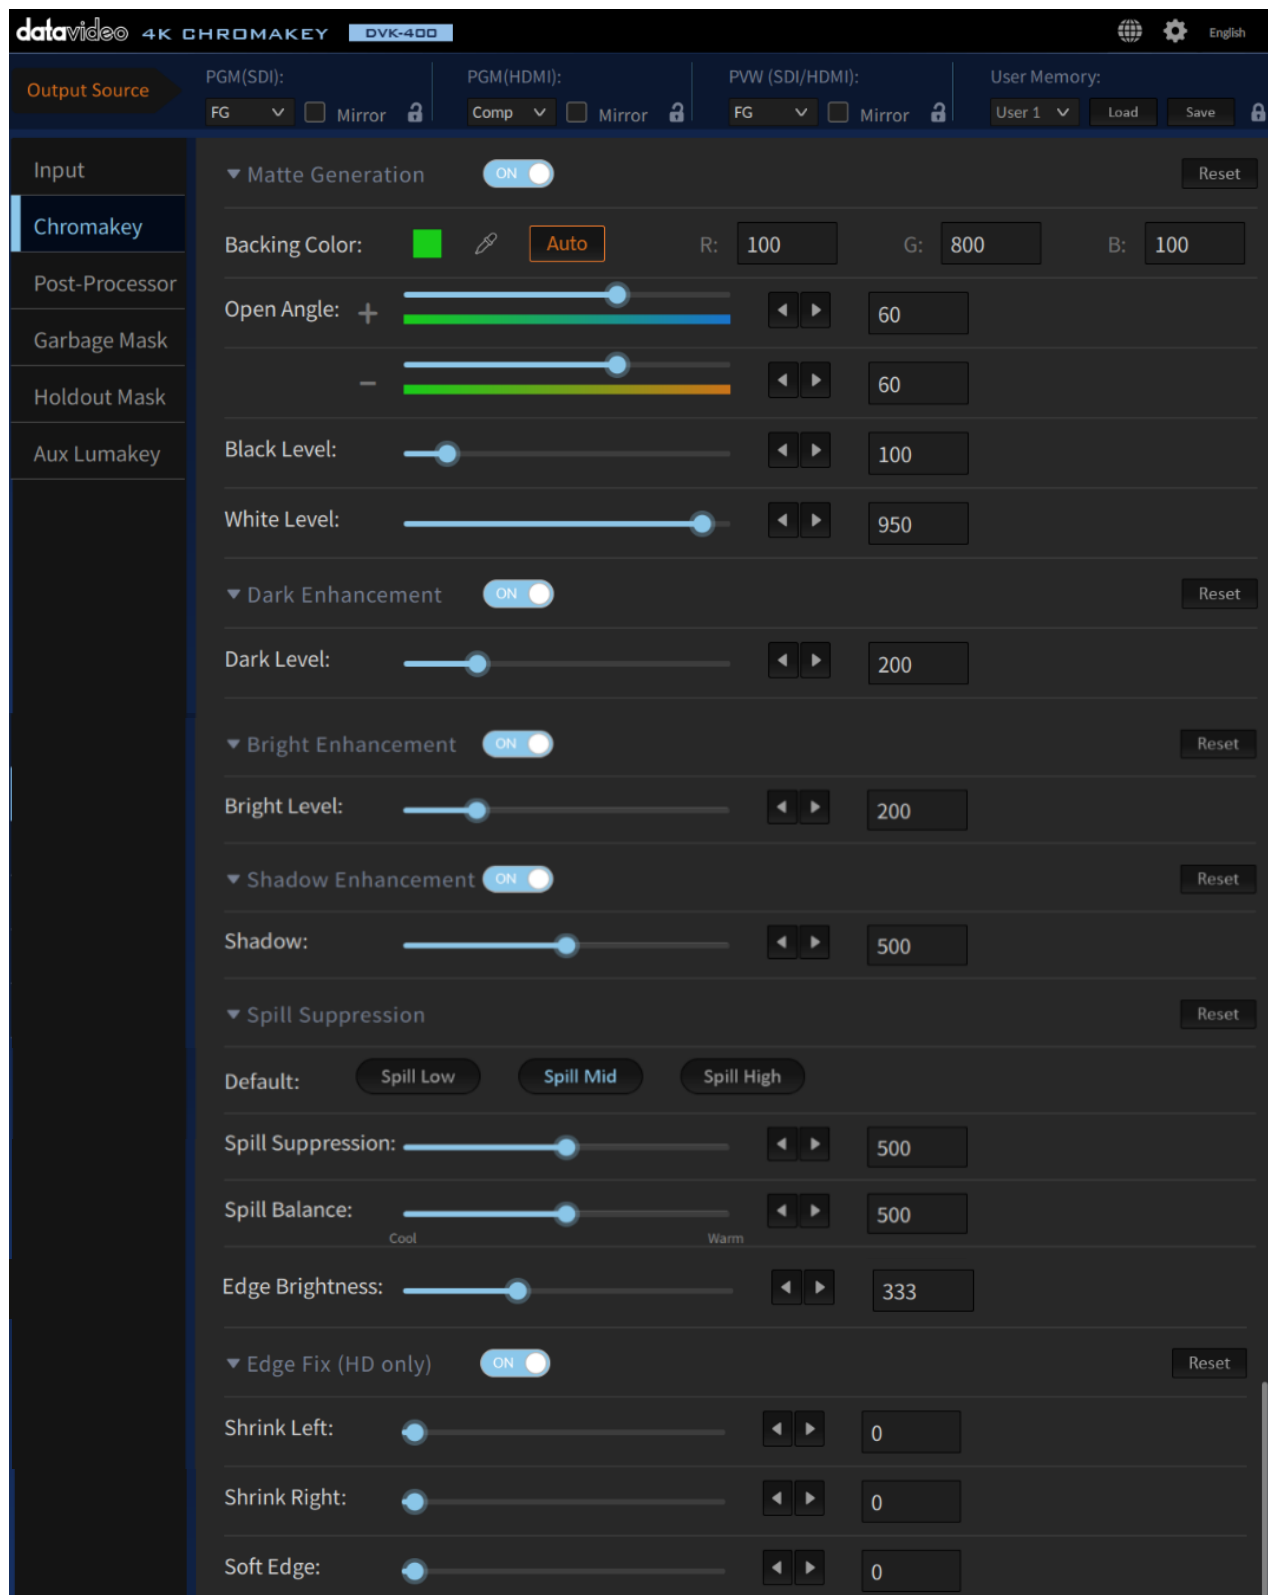 datavideo 4K CHROMAKEY DVK-400 English
Output Source
PGM(SDI): PGM(HDMI): PVW (SDI/HDMI): User Memory:
FG Mirror Comp Mirror FG Mirror User 1 Load Save
Input
Chromakey
Post-Processor
Garbage Mask
Holdout Mask
Aux Lumakey
Matte Generation ON Reset
Backing Color: Auto R: 100 G: 800 B: 100
Open Angle: + 60
− 60
Black Level: 100
White Level: 950
Dark Enhancement ON Reset
Dark Level: 200
Bright Enhancement ON Reset
Bright Level: 200
Shadow Enhancement ON Reset
Shadow: 500
Spill Suppression Reset
Default: Spill Low Spill Mid Spill High
Spill Suppression: 500
Spill Balance: 500
Cool Warm
Edge Brightness: 333
Edge Fix (HD only) ON Reset
Shrink Left: 0
Shrink Right: 0
Soft Edge: 0